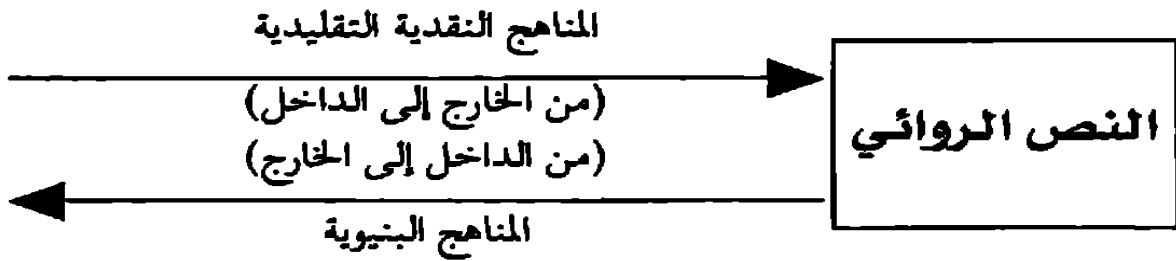 المناهج النقدية التقليدية
(من الخارج إلى الداخل)
النص الروائي
(من الداخل إلى الخارج)
المناهج البنيوية